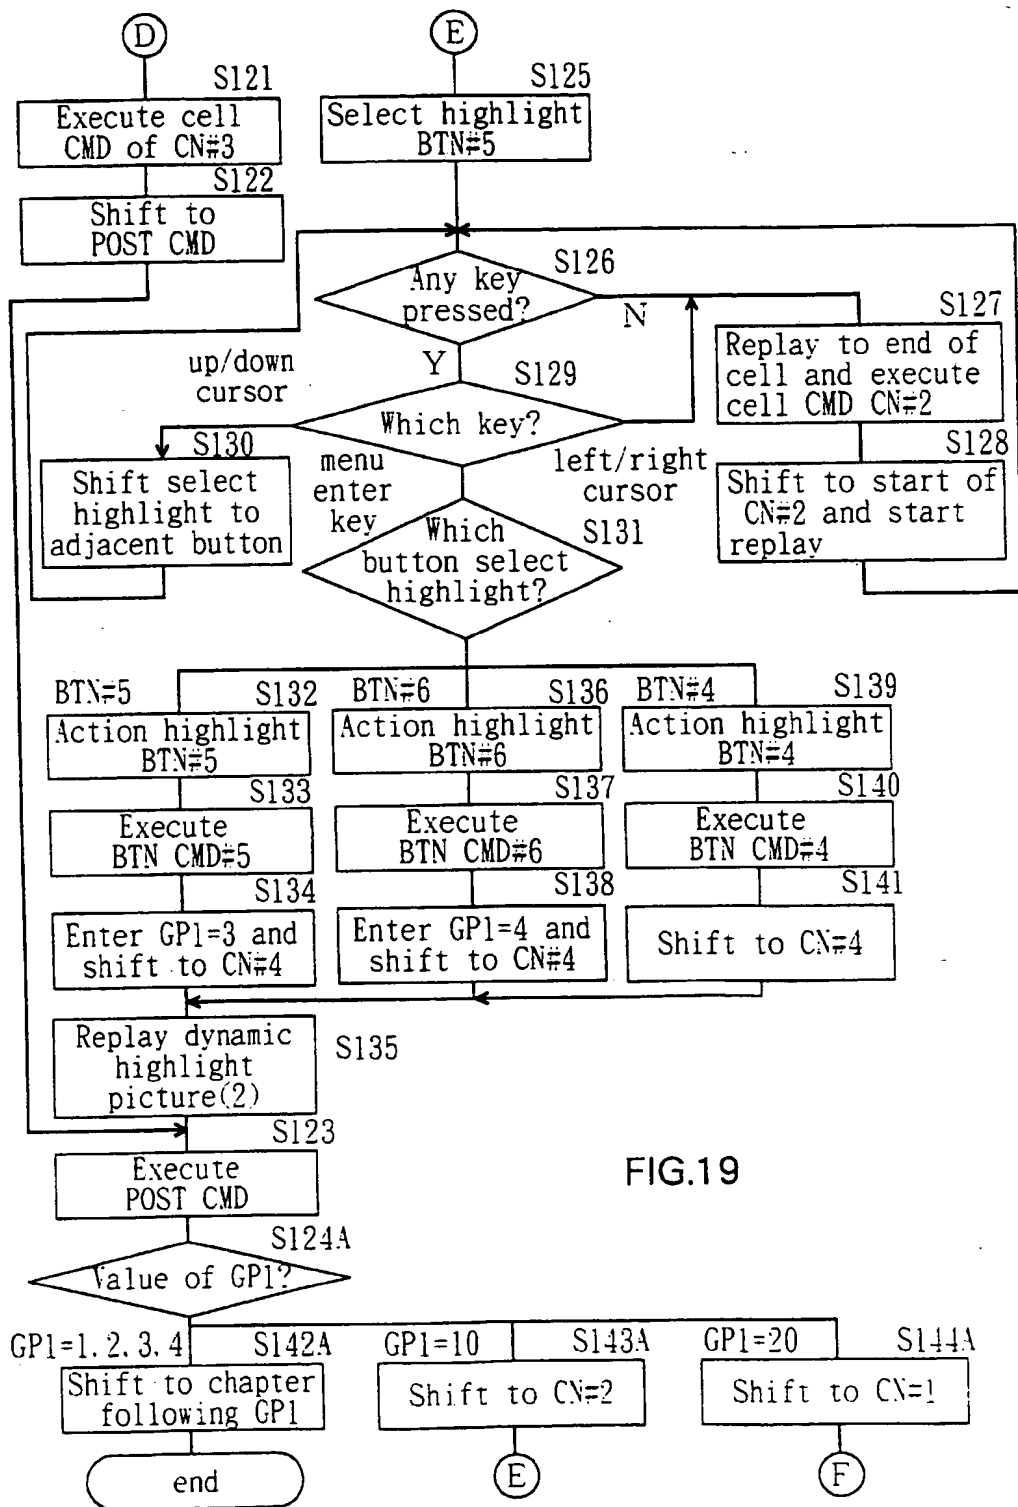 D
S121
Execute cell
CMD of CN#3
S122
Shift to
POST CMD
E
S125
Select highlight
BTN#5
S126
Any key
pressed?
N
Y
S127
Replay to end of
cell and execute
cell CMD CN#2
S128
Shift to start of
CN#2 and start
replay
up/down
cursor
S129
Which key?
S130
Shift select
highlight to
adjacent button
menu
enter
key
left/right
cursor
S131
Which
button select
highlight?
BTN#5
S132
Action highlight
BTN#5
S133
Execute
BTN CMD#5
S134
Enter GP1=3 and
shift to CN#4
BTN#6
S136
Action highlight
BTN#6
S137
Execute
BTN CMD#6
S138
Enter GP1=4 and
shift to CN#4
BTN#4
S139
Action highlight
BTN#4
S140
Execute
BTN CMD#4
S141
Shift to CN#4
Replay dynamic
highlight
picture(2)
S135
S123
Execute
POST CMD
FIG.19
S124A
Value of GP1?
GP1=1.2.3.4
S142A
Shift to chapter
following GP1
end
GP1=10
S143A
Shift to CN=2
E
GP1=20
S144A
Shift to CN=1
F